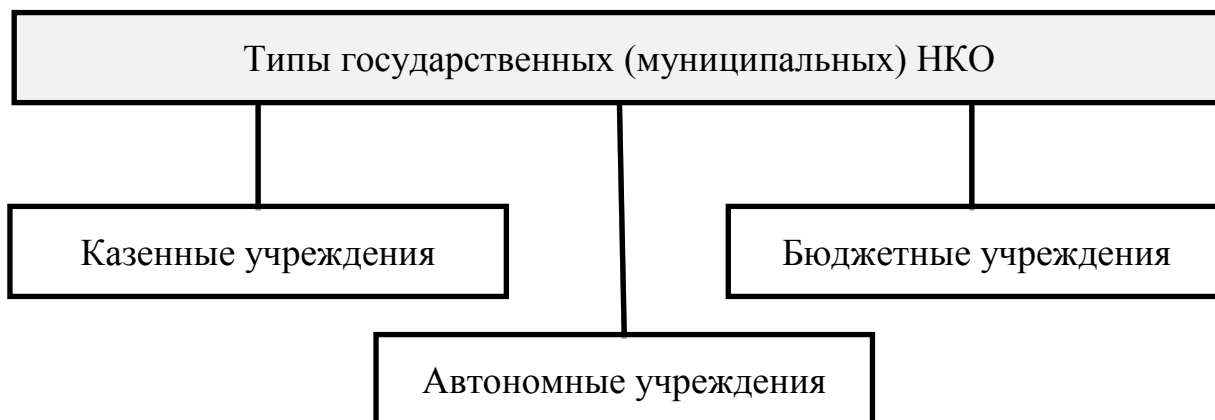 Типы государственных (муниципальных) НКО
Казенные учреждения
Бюджетные учреждения
Автономные учреждения